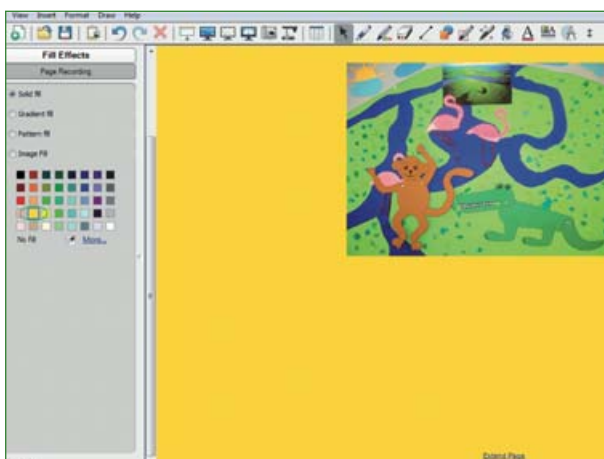 View Insert Format Draw Help
Fill Effects
Page Recording
Solid fill
Gradient fill
Pattern fill
Image Fill
No Fill
More...
Extend Page